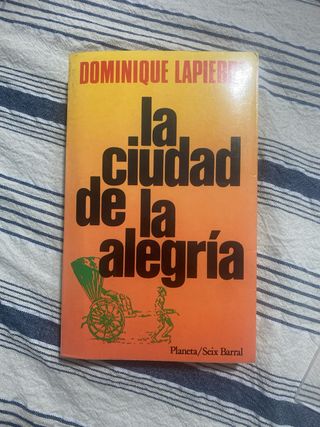 DOMINIQUE LAPIERRE
la
ciudad
de la
alegría
Planeta/Seix Barral